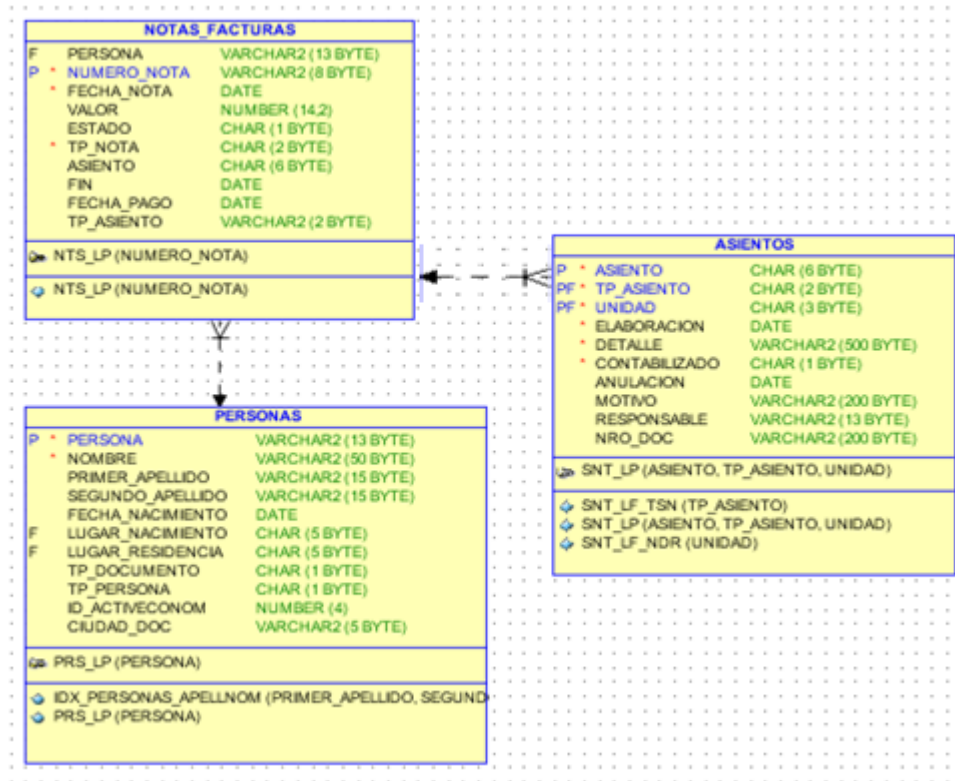 NOTAS_FACTURAS
F PERSONA VARCHAR2 (13 BYTE)
P * NUMERO_NOTA VARCHAR2 (8 BYTE)
* FECHA_NOTA DATE
VALOR NUMBER (14,2)
ESTADO CHAR (1 BYTE)
* TP_NOTA CHAR (2 BYTE)
ASIENTO CHAR (6 BYTE)
FIN DATE
FECHA_PAGO DATE
TP_ASIENTO VARCHAR2 (2 BYTE)
NTS_LP (NUMERO_NOTA)
NTS_LP (NUMERO_NOTA)
ASIENTOS
P * ASIENTO CHAR (6 BYTE)
PF * TP_ASIENTO CHAR (2 BYTE)
PF * UNIDAD CHAR (3 BYTE)
* ELABORACION DATE
* DETALLE VARCHAR2 (500 BYTE)
* CONTABILIZADO CHAR (1 BYTE)
ANULACION DATE
MOTIVO VARCHAR2 (200 BYTE)
RESPONSABLE VARCHAR2 (13 BYTE)
NRO_DOC VARCHAR2 (200 BYTE)
SNT_LP (ASIENTO, TP_ASIENTO, UNIDAD)
SNT_LF_TSN (TP_ASIENTO)
SNT_LP (ASIENTO, TP_ASIENTO, UNIDAD)
SNT_LF_NDR (UNIDAD)
PERSONAS
P * PERSONA VARCHAR2 (13 BYTE)
* NOMBRE VARCHAR2 (50 BYTE)
PRIMER_APELLIDO VARCHAR2 (15 BYTE)
SEGUNDO_APELLIDO VARCHAR2 (15 BYTE)
FECHA_NACIMIENTO DATE
F LUGAR_NACIMIENTO CHAR (5 BYTE)
F LUGAR_RESIDENCIA CHAR (5 BYTE)
TP_DOCUMENTO CHAR (1 BYTE)
TP_PERSONA CHAR (1 BYTE)
ID_ACTIVECONOM NUMBER (4)
CIUDAD_DOC VARCHAR2 (5 BYTE)
PRS_LP (PERSONA)
IDX_PERSONAS_APELLNOM (PRIMER_APELLIDO, SEGUND
PRS_LP (PERSONA)